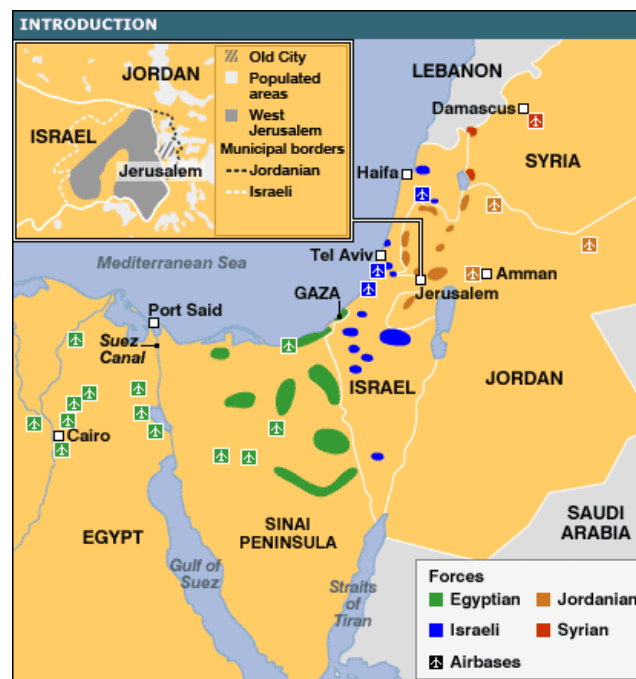 INTRODUCTION
JORDAN
ISRAEL
Jerusalem
Old City
Populated
areas
West
Jerusalem
Municipal borders
Jordanian
Israeli
LEBANON
Damascus
SYRIA
Haifa
Mediterranean Sea
Tel Aviv
Amman
Jerusalem
GAZA
Port Said
Suez
Canal
ISRAEL
JORDAN
Cairo
EGYPT
SINAI
PENINSULA
SAUDI
ARABIA
Gulf of
Suez
Straits
of
Tiran
Forces
Egyptian
Jordanian
Israeli
Syrian
Airbases